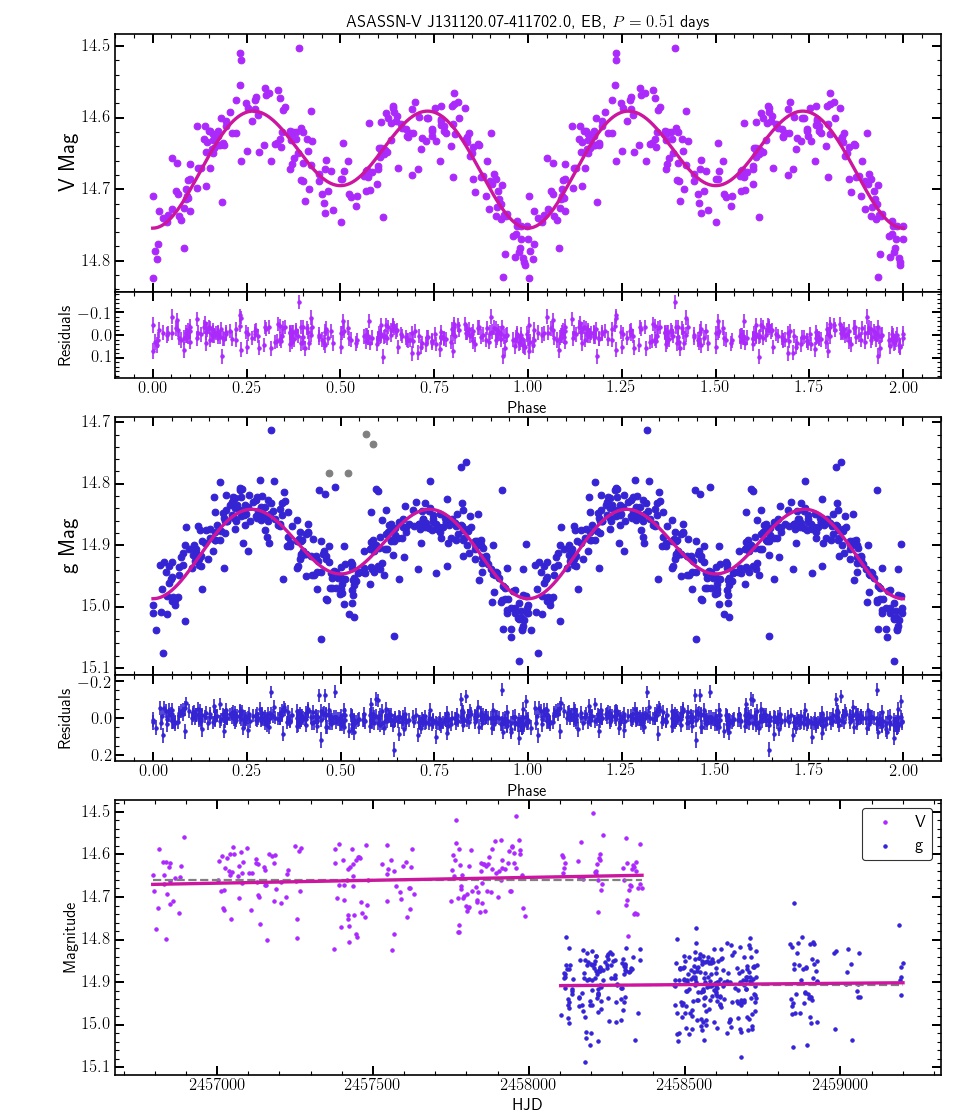 ASASSN-V J131120.07-411702.0, EB, P = 0.51 days
14.5
14.6
14.7
14.8
V Mag
−0.1
0.0
0.1
Residuals
0.00 0.25 0.50 0.75 1.00 1.25 1.50 1.75 2.00
Phase
14.7
14.8
14.9
15.0
15.1
g Mag
−0.2
0.0
0.2
Residuals
0.00 0.25 0.50 0.75 1.00 1.25 1.50 1.75 2.00
Phase
V
g
14.5
14.6
14.7
14.8
14.9
15.0
15.1
Magnitude
2457000 2457500 2458000 2458500 2459000
HJD